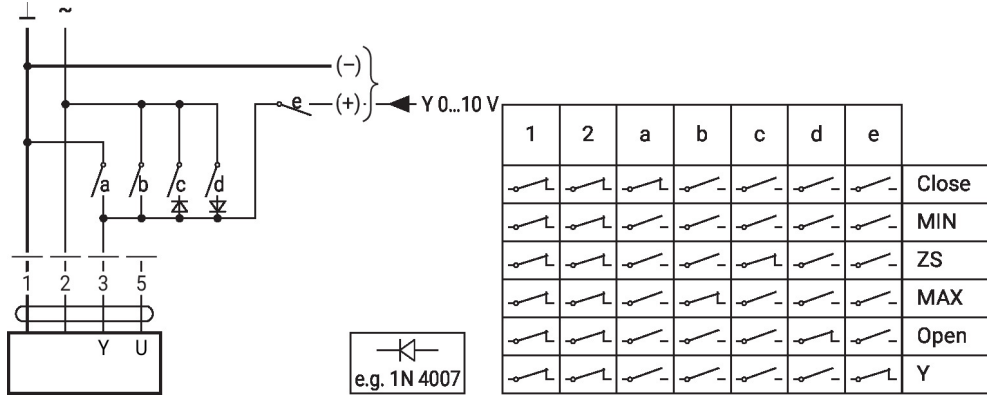 ⊥ ~
(−)
e (+) Y 0...10 V
a b c d
1 2 3 5
Y U
e.g. 1N 4007
1 2 a b c d e
Close
MIN
ZS
MAX
Open
Y